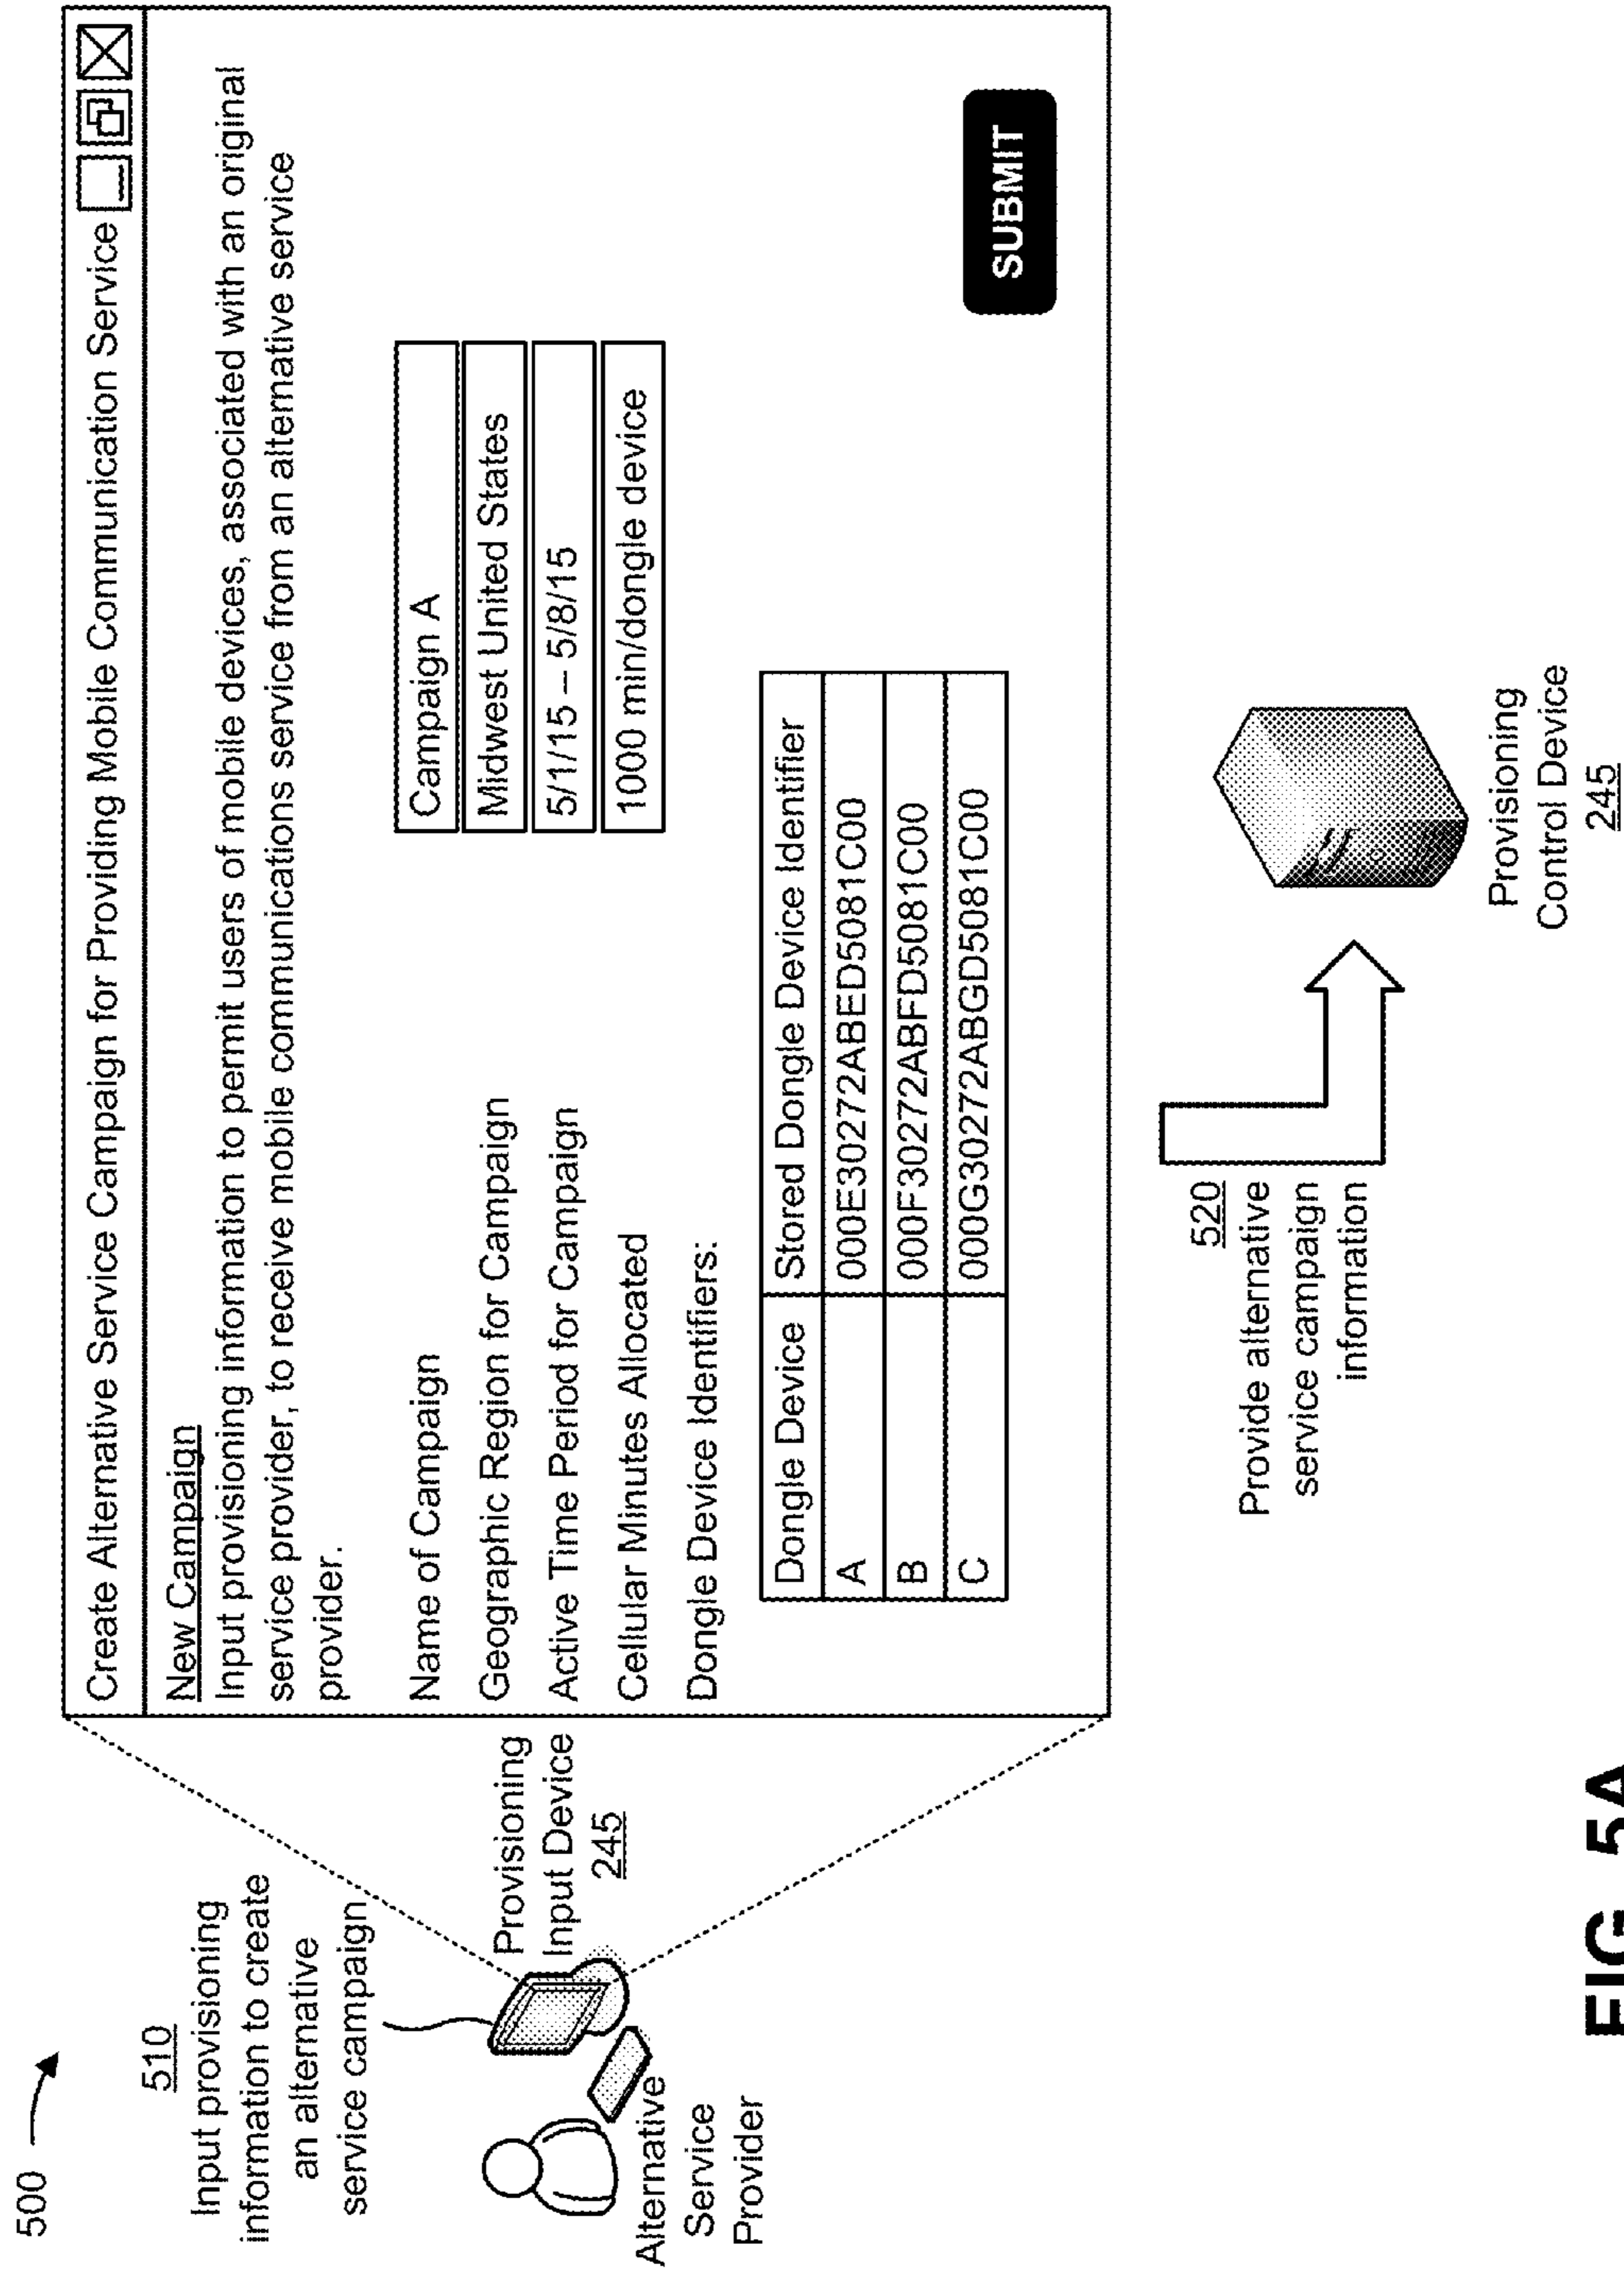 500
510
Input provisioning
information to create
an alternative
service campaign
Provisioning
Input Device
245
Alternative
Service
Provider
Create Alternative Service Campaign for Providing Mobile Communication Service
New Campaign
Input provisioning information to permit users of mobile devices, associated with an original
service provider, to receive mobile communications service from an alternative service
provider.
Name of Campaign Campaign A
Geographic Region for Campaign Midwest United States
Active Time Period for Campaign 5/1/15 – 5/8/15
Cellular Minutes Allocated 1000 min/dongle device
Dongle Device Identifiers:
Dongle Device Stored Dongle Device Identifier
A 000E30272ABED5081C00
B 000F30272ABFD5081C00
C 000G30272ABGD5081C00
SUBMIT
520
Provide alternative
service campaign
information
Provisioning
Control Device
245
FIG. 5A